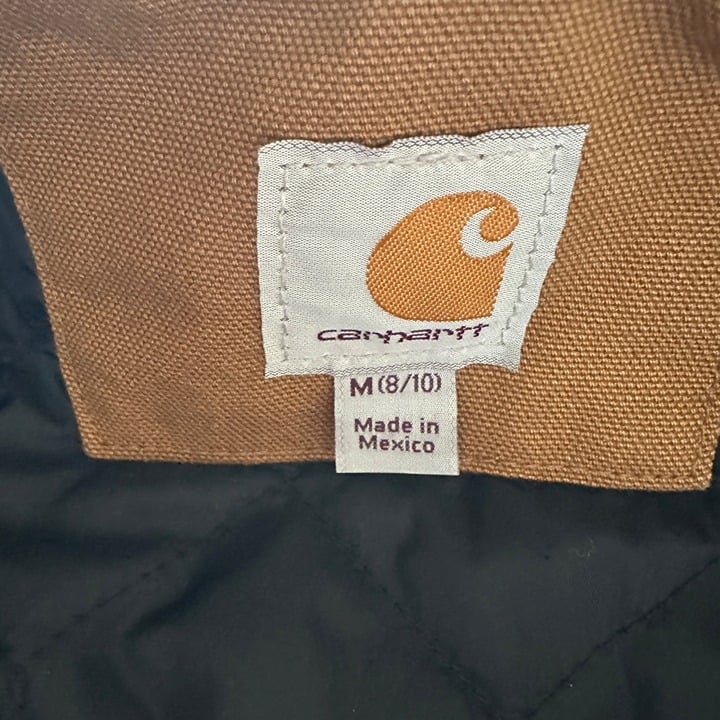 carhartt
M (8/10)
Made in
Mexico